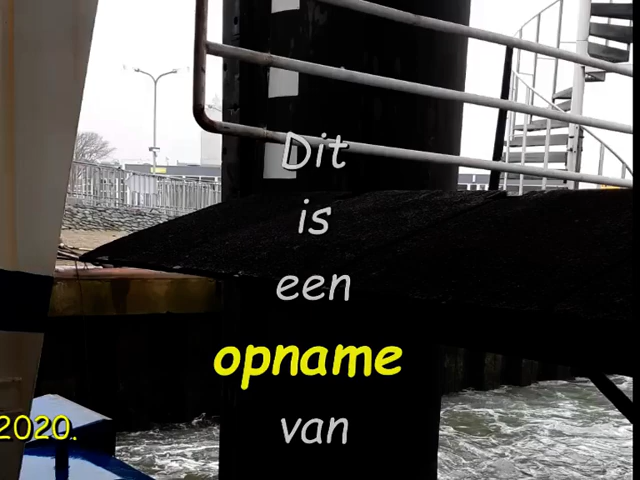 Dit
is
een
opname
van
2020.